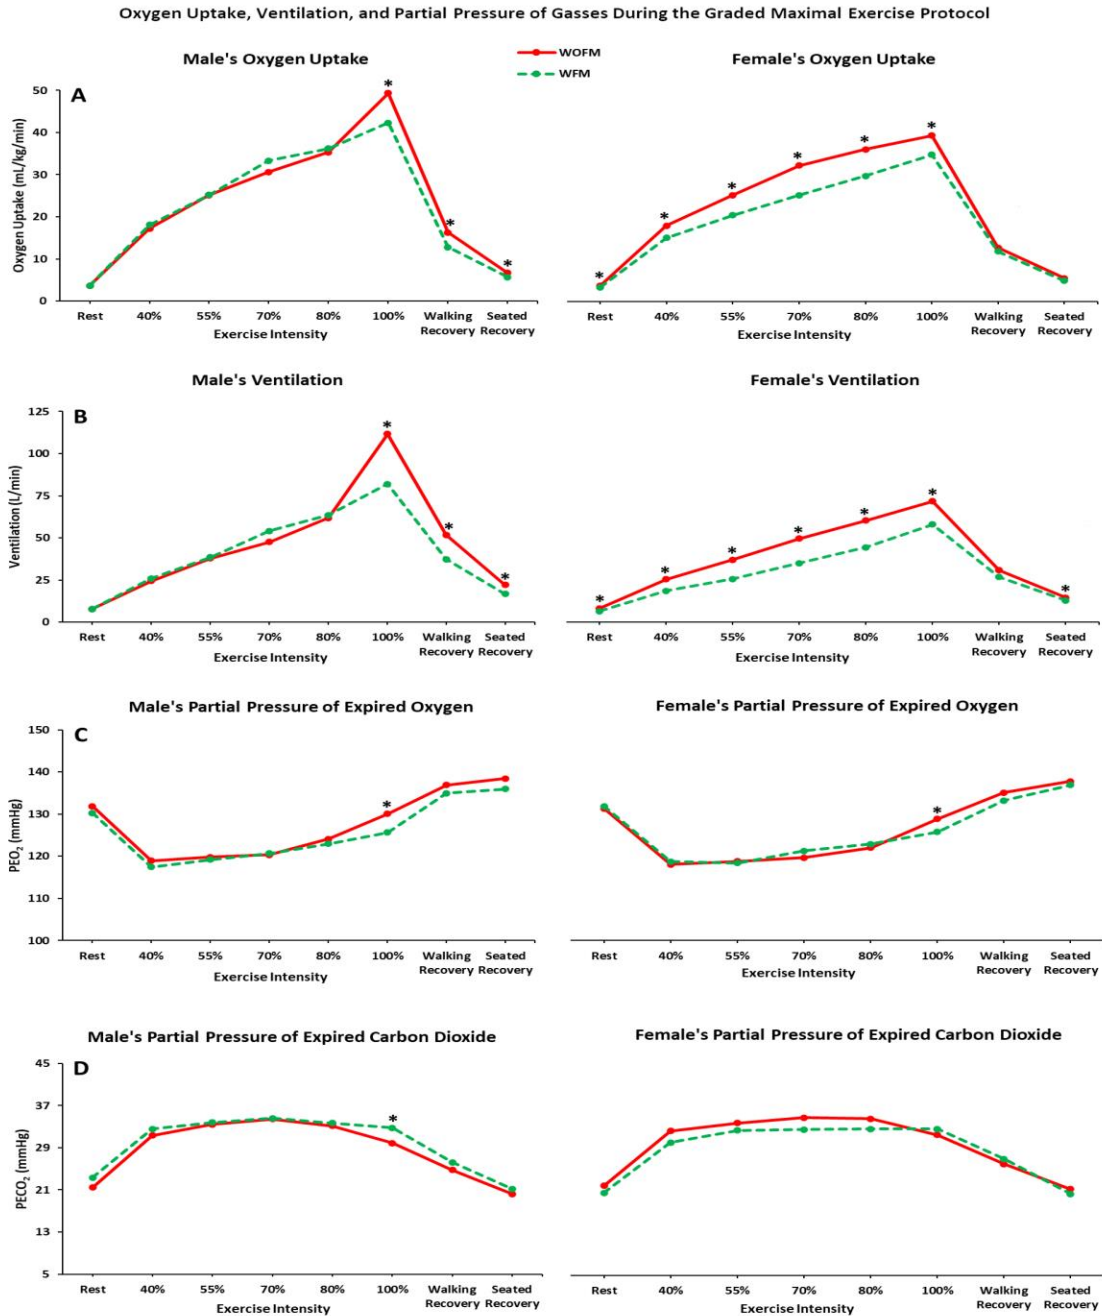 Oxygen Uptake, Ventilation, and Partial Pressure of Gasses During the Graded Maximal Exercise Protocol
WOFM
WFM
Male's Oxygen Uptake
Female's Oxygen Uptake
A
Oxygen Uptake (mL/kg/min)
50
40
30
20
10
0
* * *
* * * * * *
Rest 40% 55% 70% 80% 100% Walking Recovery Seated Recovery
Exercise Intensity
Rest 40% 55% 70% 80% 100% Walking Recovery Seated Recovery
Exercise Intensity
Male's Ventilation
Female's Ventilation
B
Ventilation (L/min)
125
100
75
50
25
0
* * *
* * * * * * *
Rest 40% 55% 70% 80% 100% Walking Recovery Seated Recovery
Exercise Intensity
Rest 40% 55% 70% 80% 100% Walking Recovery Seated Recovery
Exercise Intensity
Male's Partial Pressure of Expired Oxygen
Female's Partial Pressure of Expired Oxygen
C
PEO₂ (mmHg)
150
140
130
120
110
100
*
*
Rest 40% 55% 70% 80% 100% Walking Recovery Seated Recovery
Exercise Intensity
Rest 40% 55% 70% 80% 100% Walking Recovery Seated Recovery
Exercise Intensity
Male's Partial Pressure of Expired Carbon Dioxide
Female's Partial Pressure of Expired Carbon Dioxide
D
PECO₂ (mmHg)
45
37
29
21
13
5
*
Rest 40% 55% 70% 80% 100% Walking Recovery Seated Recovery
Exercise Intensity
Rest 40% 55% 70% 80% 100% Walking Recovery Seated Recovery
Exercise Intensity